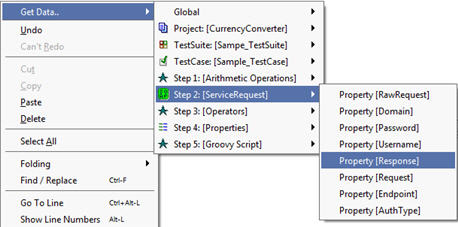 Get Data..
Undo
Can't Redo
Cut
Copy
Paste
Delete
Select All
Folding
Find / Replace Ctrl-F
Go To Line Ctrl+Alt-L
Show Line Numbers Alt-L
Global
Project: [CurrencyConverter]
TestSuite: [Sampe_TestSuite]
TestCase: [Sample_TestCase]
Step 1: [Arithmetic Operations]
Step 2: [ServiceRequest]
Step 3: [Operators]
Step 4: [Properties]
Step 5: [Groovy Script]
Property [RawRequest]
Property [Domain]
Property [Password]
Property [Username]
Property [Response]
Property [Request]
Property [Endpoint]
Property [AuthType]